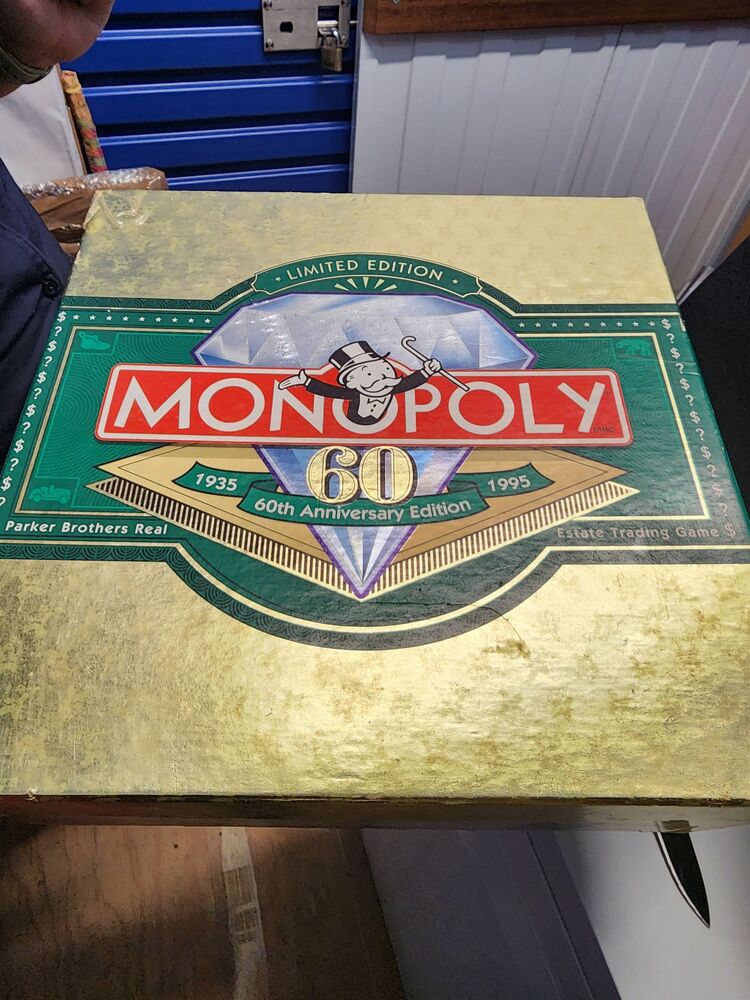 LIMITED EDITION
MONOPOLY
BRAND
60
1935 1995
60th Anniversary Edition
Parker Brothers Real Estate Trading Game